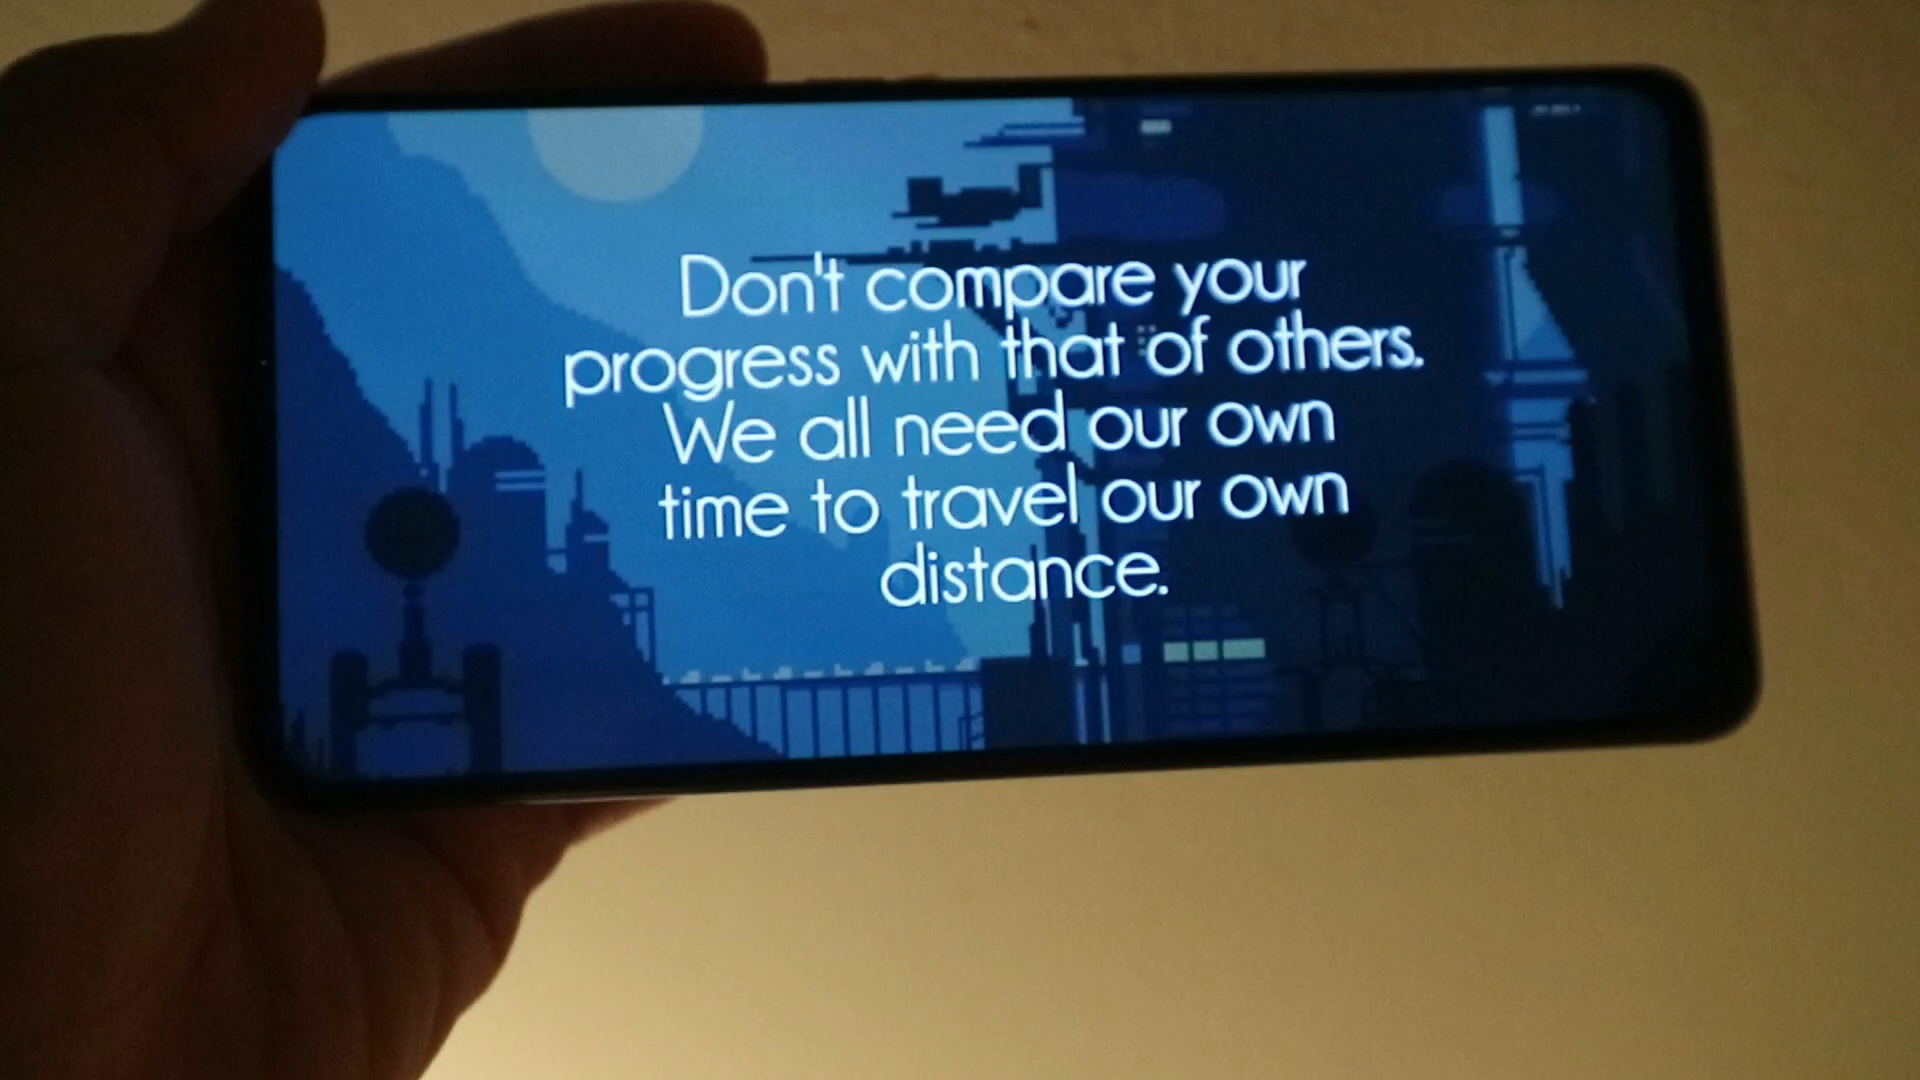 Don't compare your
progress with that of others.
We all need our own
time to travel our own
distance.